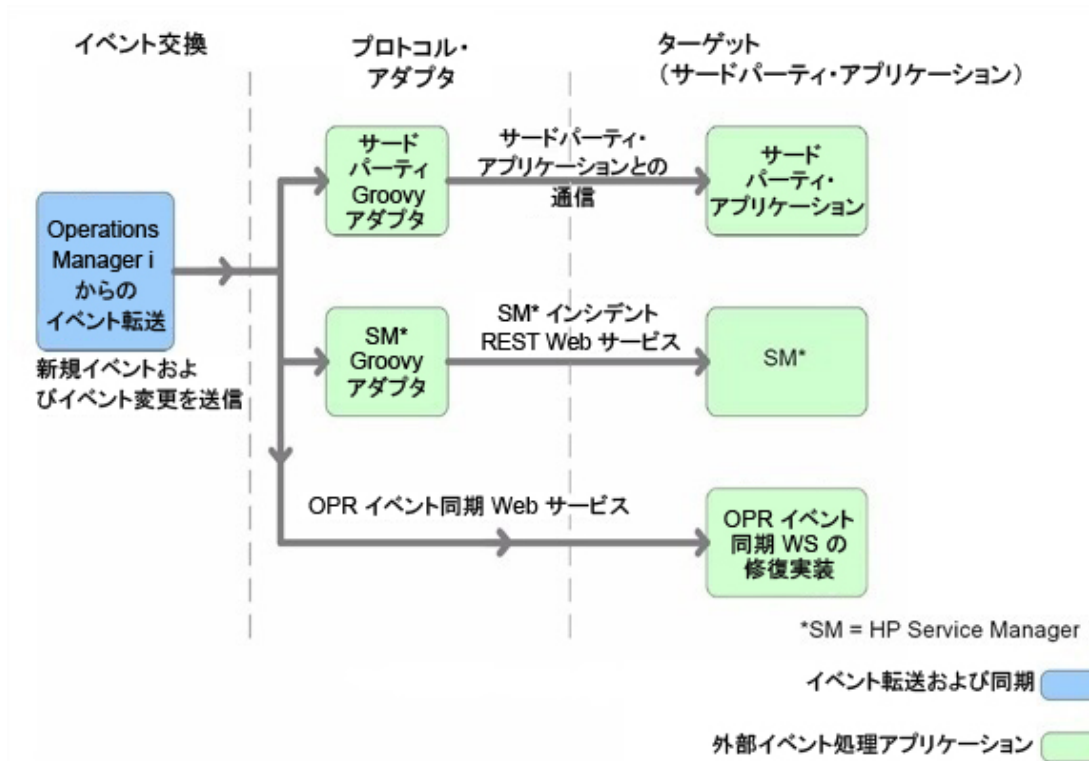 イベント交換
プロトコル・
アダプタ
ターゲット
(サードパーティ・アプリケーション)
サード
パーティ
Groovy
アダプタ
サードパーティ・
アプリケーションとの
通信
サード
パーティ・
アプリケーション
Operations
Manager i
からの
イベント転送
新規イベントおよ
びイベント変更を送信
SM*
Groovy
アダプタ
SM* インシデント
REST Web サービス
SM*
OPR イベント同期 Web サービス
OPR イベント
同期 WS の
修復実装
*SM = HP Service Manager
イベント転送および同期
外部イベント処理アプリケーション